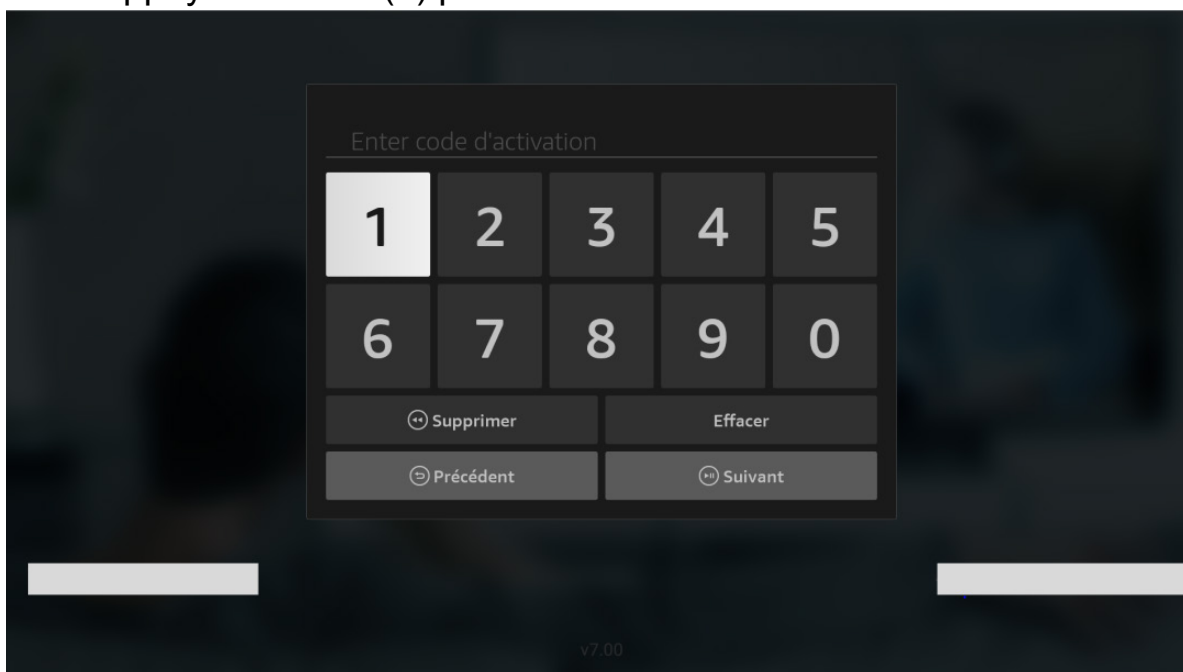 Enter code d'activation
1 2 3 4 5
6 7 8 9 0
Supprimer Effacer
Précédent Suivant
v7.00